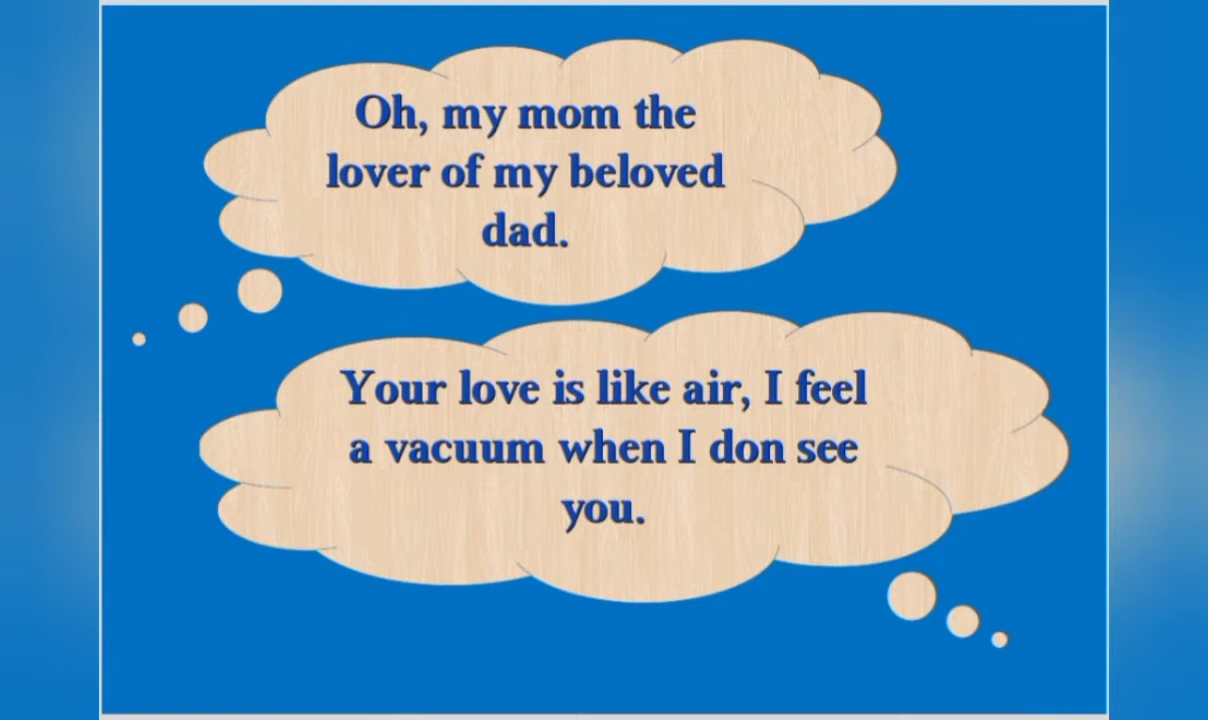 Oh, my mom the
lover of my beloved
dad.
Your love is like air, I feel
a vacuum when I don see
you.